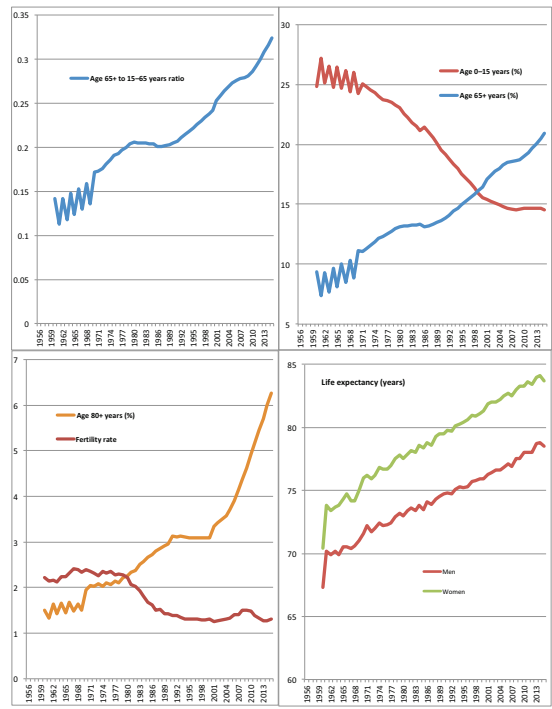 0.35
0.3
0.25
0.2
0.15
0.1
0.05
0
Age 65+ to 15–65 years ratio
1956 1959 1962 1965 1968 1971 1974 1977 1980 1983 1986 1989 1992 1995 1998 2001 2004 2007 2010 2013
30
25
20
15
10
5
Age 0–15 years (%)
Age 65+ years (%)
1956 1959 1962 1965 1968 1971 1974 1977 1980 1983 1986 1989 1992 1995 1998 2001 2004 2007 2010 2013
7
6
5
4
3
2
1
0
Age 80+ years (%)
Fertility rate
1956 1959 1962 1965 1968 1971 1974 1977 1980 1983 1986 1989 1992 1995 1998 2001 2004 2007 2010 2013
85
80
75
70
65
60
Life expectancy (years)
Men
Women
1956 1959 1962 1965 1968 1971 1974 1977 1980 1983 1986 1989 1992 1995 1998 2001 2004 2007 2010 2013